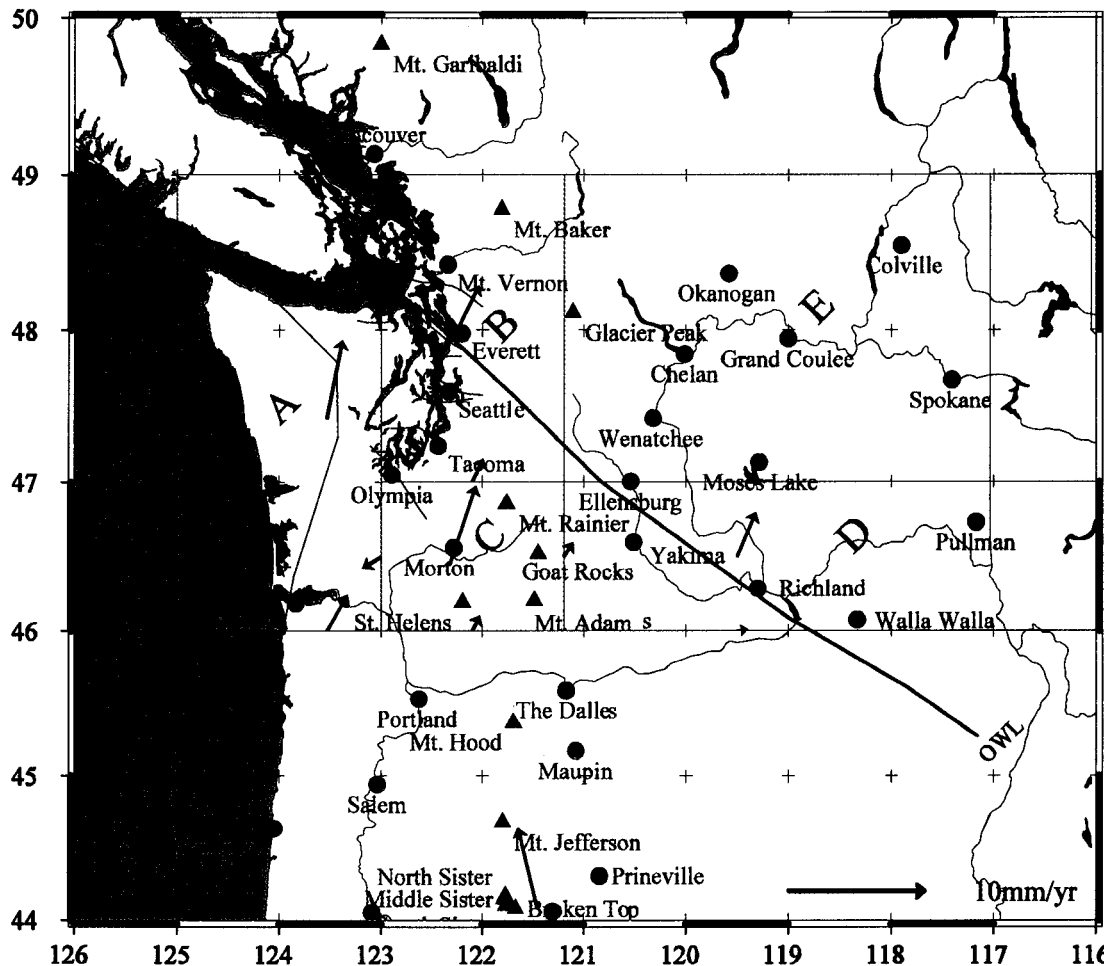 50
Mt. Garibaldi
couver
49
Mt. Baker
Mt. Vernon
Colville
Okanogan
E
B
48
Glacier Peak
Everett
Grand Coulee
Chelan
Spokane
A
Seattle
Wenatchee
Tacoma
47
Olympia
Moses Lake
Ellensburg
Mt. Rainier
C
D
Yakima
Pullman
Morton
Goat Rocks
Richland
St. Helens
Mt. Adam s
Walla Walla
46
The Dalles
Portland
OWL
Mt. Hood
Maupin
45
Salem
Mt. Jefferson
North Sister
Prineville
Middle Sister
10mm/yr
Broken Top
44
126 125 124 123 122 121 120 119 118 117 116